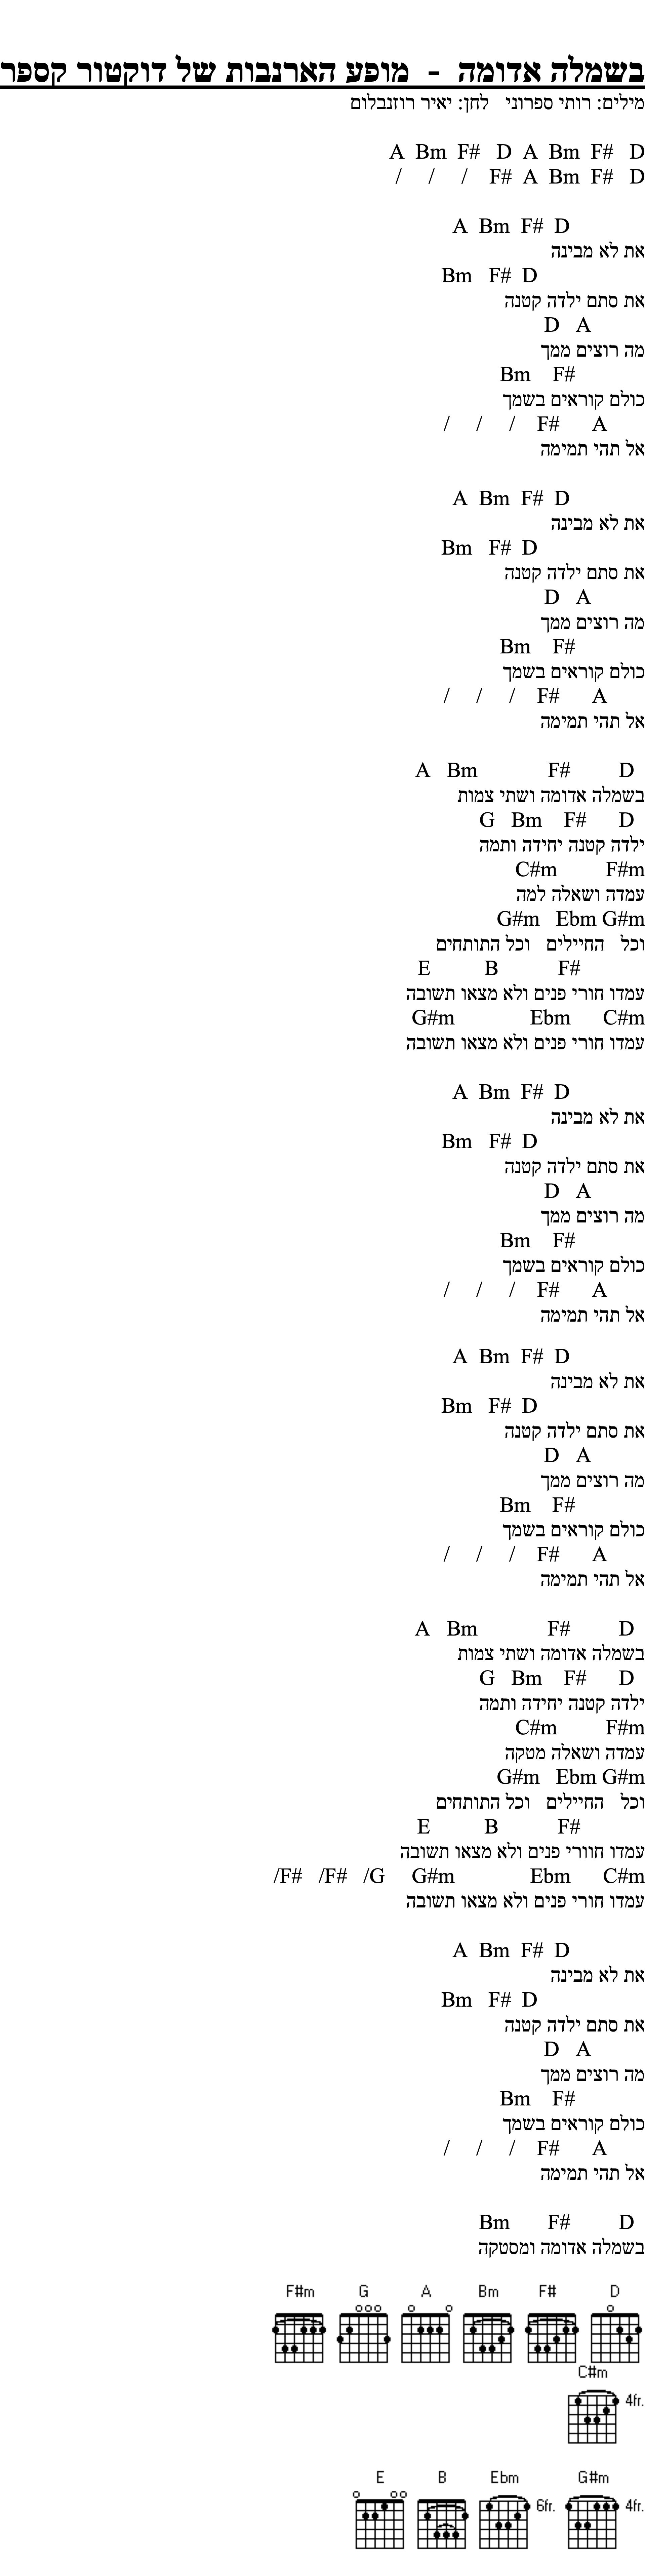 בשמלה אדומה  -  מופע הארנבות של דוקטור קספר
מילים: רותי ספרוני   לחן: יאיר רוזנבלום
A  Bm  F#   D  A  Bm  F#   D
/   /   /   F#  A  Bm  F#   D
A  Bm  F#  D
את לא מבינה
Bm   F#  D
את סתם ילדה קטנה
D   A
מה רוצים ממך
Bm    F#
כולם קוראים בשמך
/   /   /   F#   A
אל תהי תמימה
A  Bm  F#  D
את לא מבינה
Bm   F#  D
את סתם ילדה קטנה
D   A
מה רוצים ממך
Bm    F#
כולם קוראים בשמך
/   /   /   F#   A
אל תהי תמימה
A   Bm   F#   D
בשמלה אדומה ושתי צמות
G   Bm   F#   D
ילדה קטנה יחידה ותמה
C#m   F#m
עמדה ושאלה למה
G#m   Ebm G#m
וכל   החיילים   וכל התותחים
E   B   F#
עמדו חורי פנים ולא מצאו תשובה
G#m   Ebm   C#m
עמדו חורי פנים ולא מצאו תשובה
A  Bm  F#  D
את לא מבינה
Bm   F#  D
את סתם ילדה קטנה
D   A
מה רוצים ממך
Bm    F#
כולם קוראים בשמך
/   /   /   F#   A
אל תהי תמימה
A  Bm  F#  D
את לא מבינה
Bm   F#  D
את סתם ילדה קטנה
D   A
מה רוצים ממך
Bm    F#
כולם קוראים בשמך
/   /   /   F#   A
אל תהי תמימה
A   Bm   F#   D
בשמלה אדומה ושתי צמות
G   Bm   F#   D
ילדה קטנה יחידה ותמה
C#m   F#m
עמדה ושאלה מטקה
G#m   Ebm G#m
וכל   החיילים   וכל התותחים
E   B   F#
עמדו חוורי פנים ולא מצאו תשובה
/F#   /F#   /G   G#m   Ebm   C#m
עמדו חורי פנים ולא מצאו תשובה
A  Bm  F#  D
את לא מבינה
Bm   F#  D
את סתם ילדה קטנה
D   A
מה רוצים ממך
Bm    F#
כולם קוראים בשמך
/   /   /   F#   A
אל תהי תמימה
Bm   F#   D
בשמלה אדומה ומסטקה
F#m   G   A   Bm   F#   D
C#m
4fr.
E   B   Ebm   G#m
6fr.   4fr.